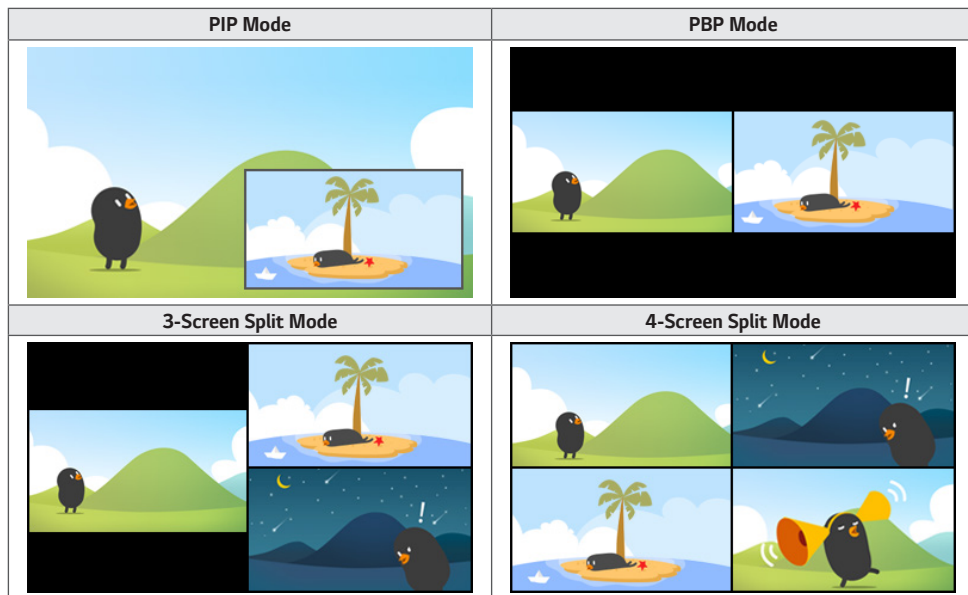 PIP Mode
PBP Mode
3-Screen Split Mode
4-Screen Split Mode